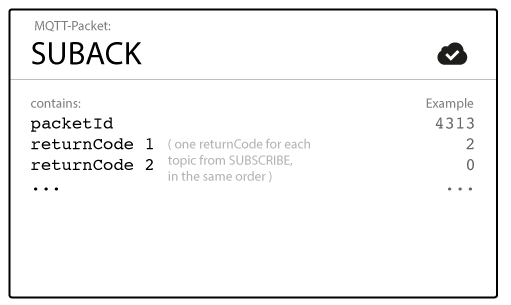 MQTT-Packet:
SUBACK
contains: Example
packetId 4313
returnCode 1 ( one returnCode for each 2
topic from SUBSCRIBE,
returnCode 2 0
in the same order )
... ...